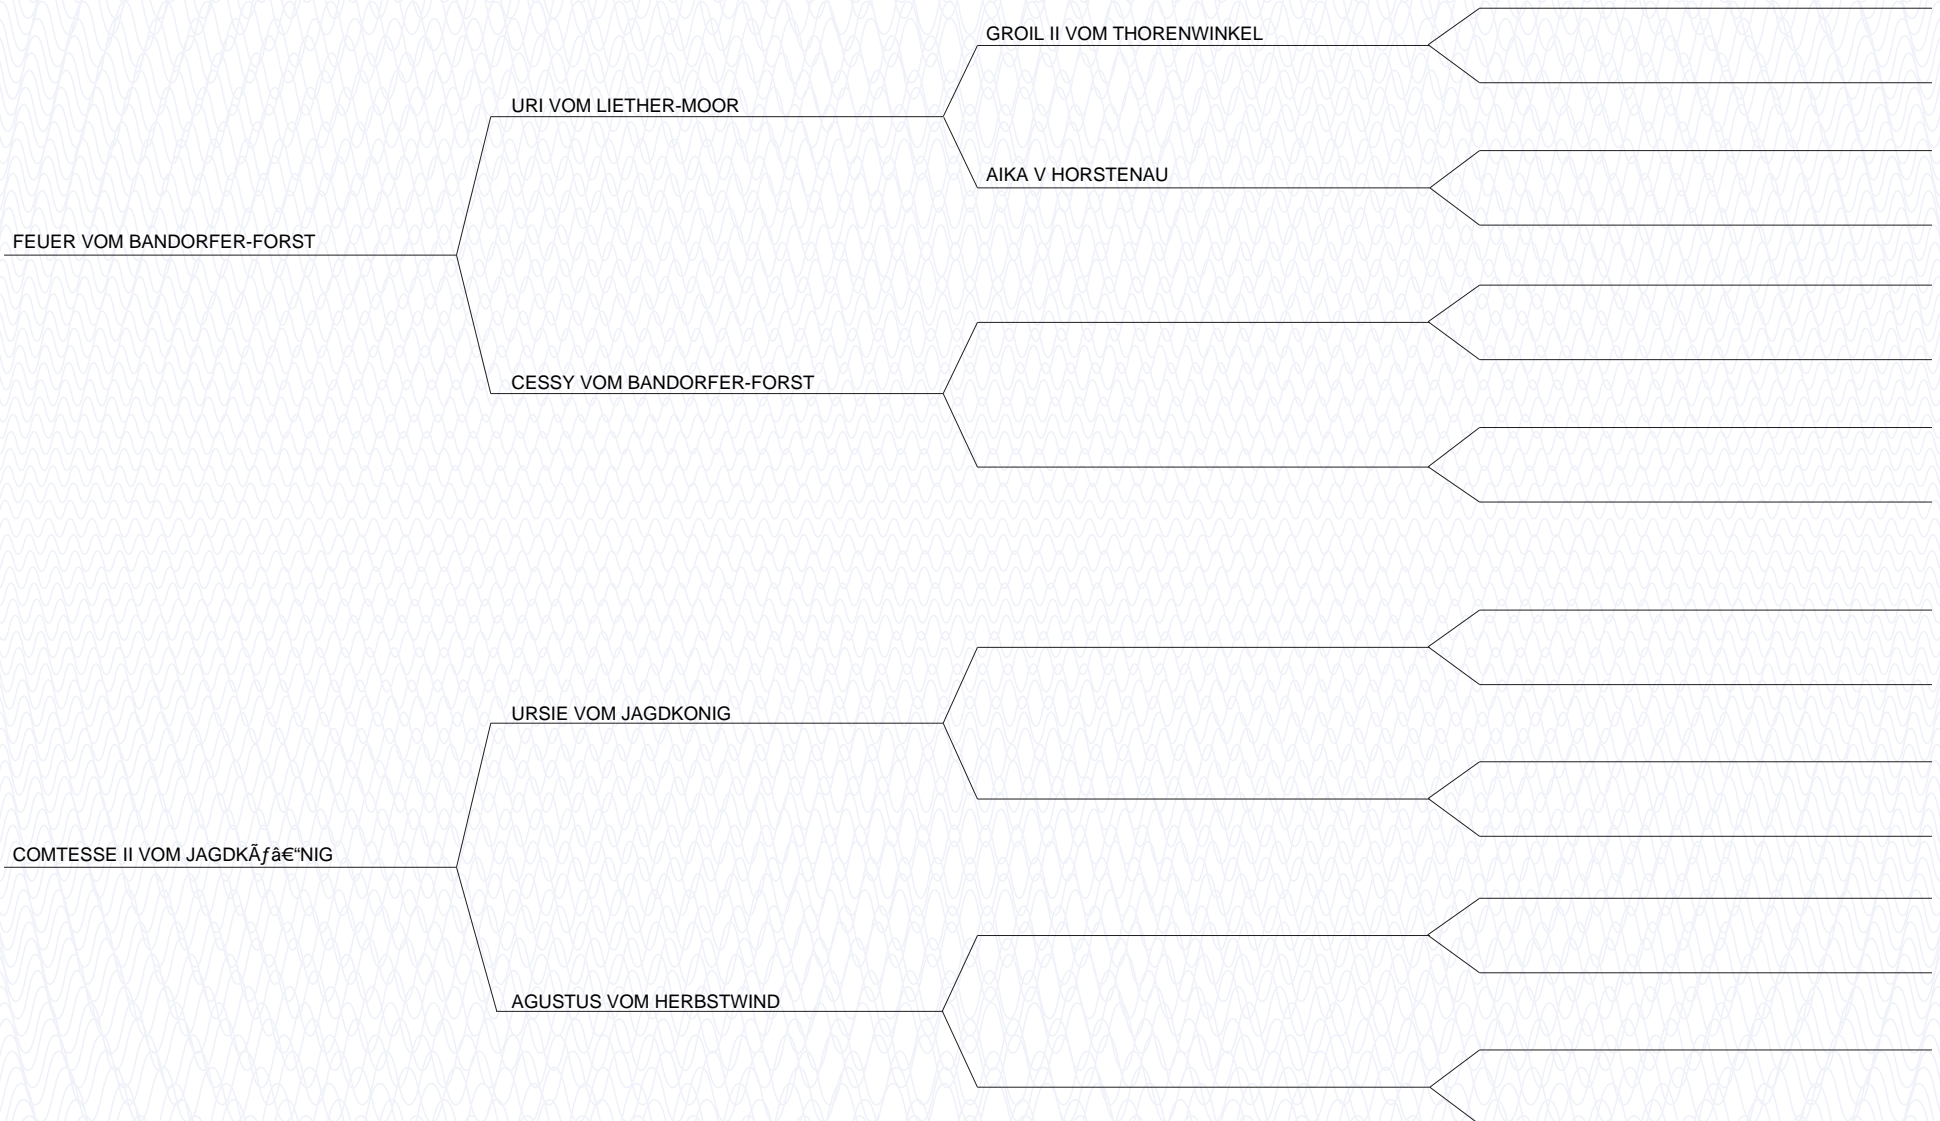 GROIL II VOM THORENWINKEL
URI VOM LIETHER-MOOR
AIKA V HORSTENAU
FEUER VOM BANDORFER-FORST
CESSY VOM BANDORFER-FORST
URSIE VOM JAGDKONIG
COMTESSE II VOM JAGDKÃƒâ€“NIG
AGUSTUS VOM HERBSTWIND